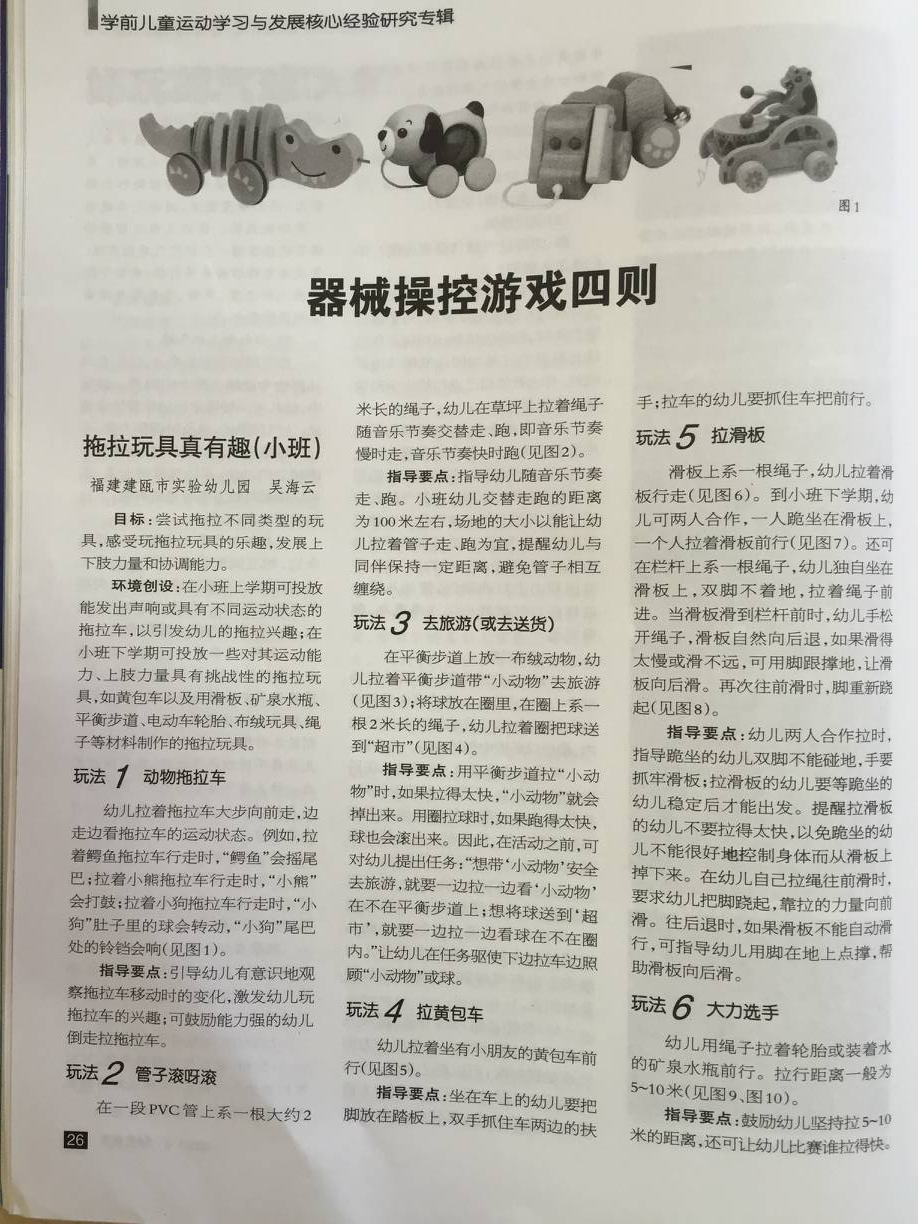 学前儿童运动学习与发展核心经验研究专辑
图1
器械操控游戏四则
拖拉玩具真有趣(小班)
福建建瓯市实验幼儿园 吴海云
目标:尝试拖拉不同类型的玩
具,感受玩拖拉玩具的乐趣,发展上
下肢力量和协调能力。
环境创设:在小班上学期可投放
能发出声响或具有不同运动状态的
拖拉车,以引发幼儿的拖拉兴趣;在
小班下学期可投放一些对其运动能
力、上肢力量具有挑战性的拖拉玩
具,如黄包车以及用滑板、矿泉水瓶、
平衡步道、电动车轮胎、布绒玩具、绳
子等材料制作的拖拉玩具。
玩法1 动物拖拉车
幼儿拉着拖拉车大步向前走,边
走边看拖拉车的运动状态。例如,拉
着鳄鱼拖拉车行走时,“鳄鱼”会摇尾
巴;拉着小熊拖拉车行走时,“小熊”
会打鼓;拉着小狗拖拉车行走时,“小
狗”肚子里的球会转动,“小狗”尾巴
处的铃铛会响(见图1)。
指导要点:引导幼儿有意识地观
察拖拉车移动时的变化,激发幼儿玩
拖拉车的兴趣;可鼓励能力强的幼儿
倒走拉拖拉车。
玩法2 管子滚呀滚
在一段PVC管上系一根大约2
26
米长的绳子,幼儿在草坪上拉着绳子
随音乐节奏交替走、跑,即音乐节奏
慢时走,音乐节奏快时跑(见图2)。
指导要点:指导幼儿随音乐节奏
走、跑。小班幼儿交替走跑的距离
为100米左右,场地的大小以能让幼
儿拉着管子走、跑为宜,提醒幼儿与
同伴保持一定距离,避免管子相互
缠绕。
玩法3 去旅游(或去送货)
在平衡步道上放一布绒动物,幼
儿拉着平衡步道带“小动物”去旅游
(见图3);将球放在圈里,在圈上系一
根2米长的绳子,幼儿拉着圈把球送
到“超市”(见图4)。
指导要点:用平衡步道拉“小动
物”时,如果拉得太快,“小动物”就会
掉出来。用圈拉球时,如果跑得太快,
球也会滚出来。因此,在活动之前,可
对幼儿提出任务:“想带‘小动物’安全
去旅游,就要一边拉一边看‘小动物’
在不在平衡步道上;想将球送到‘超
市’,就要一边拉一边看球在不在圈
内。”让幼儿在任务驱使下边拉车边照
顾“小动物”或球。
玩法4 拉黄包车
幼儿拉着坐有小朋友的黄包车前
行(见图5)。
指导要点:坐在车上的幼儿要把
脚放在踏板上,双手抓住车两边的扶
手;拉车的幼儿要抓住车把前行。
玩法5 拉滑板
滑板上系一根绳子,幼儿拉着滑
板行走(见图6)。到小班下学期,幼
儿可两人合作,一人跪坐在滑板上,
一个人拉着滑板前行(见图7)。还可
在栏杆上系一根绳子,幼儿独自坐在
滑板上,双脚不着地,拉着绳子前
进。当滑板滑到栏杆前时,幼儿手松
开绳子,滑板自然向后退,如果滑得
太慢或滑不远,可用脚跟撑地,让滑
板向后滑。再次往前滑时,脚重新跷
起(见图8)。
指导要点:幼儿两人合作拉时,
指导跪坐的幼儿双脚不能碰地,手要
抓牢滑板;拉滑板的幼儿要等跪坐的
幼儿稳定后才能出发。提醒拉滑板
的幼儿不要拉得太快,以免跪坐的幼
儿不能很好地控制身体而从滑板上
掉下来。在幼儿自己拉绳往前滑时,
要求幼儿把脚跷起,靠拉的力量向前
滑。往后退时,如果滑板不能自动滑
行,可指导幼儿用脚在地上点撑,帮
助滑板向后滑。
玩法6 大力选手
幼儿用绳子拉着轮胎或装着水
的矿泉水瓶前行。拉行距离一般为
5~10米(见图9、图10)。
指导要点:鼓励幼儿坚持拉5~10
米的距离,还可让幼儿比赛谁拉得快。